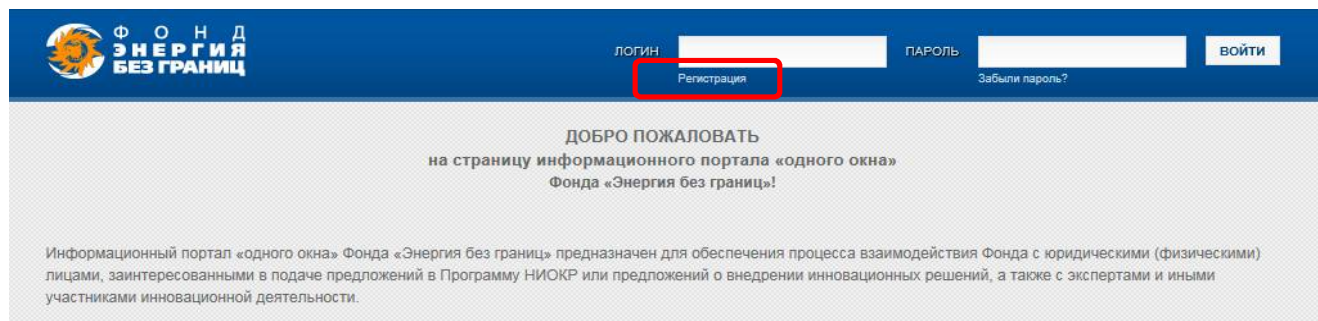 ФОНД
ЭНЕРГИЯ
БЕЗ ГРАНИЦ
ЛОГИН
ПАРОЛЬ
ВОЙТИ
Регистрация
Забыли пароль?
ДОБРО ПОЖАЛОВАТЬ
на страницу информационного портала «одного окна»
Фонда «Энергия без границ»!
Информационный портал «одного окна» Фонда «Энергия без границ» предназначен для обеспечения процесса взаимодействия Фонда с юридическими (физическими)
лицами, заинтересованными в подаче предложений в Программу НИОКР или предложений о внедрении инновационных решений, а также с экспертами и иными
участниками инновационной деятельности.